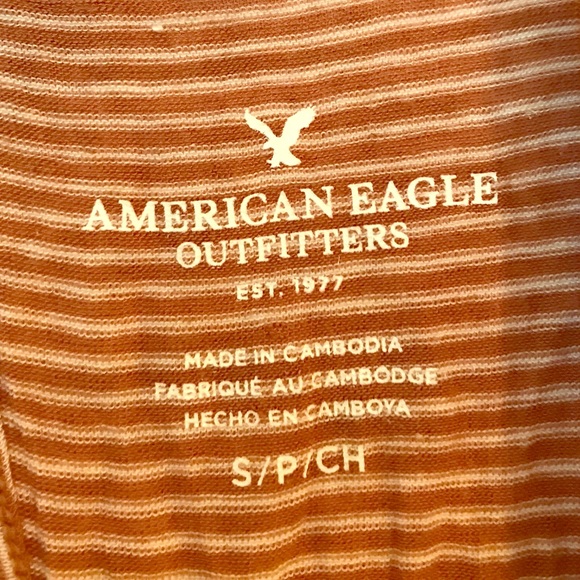 AMERICAN EAGLE
OUTFITTERS
EST. 1977
MADE IN CAMBODIA
FABRIQUÉ AU CAMBODGE
HECHO EN CAMBOYA
S/P/CH